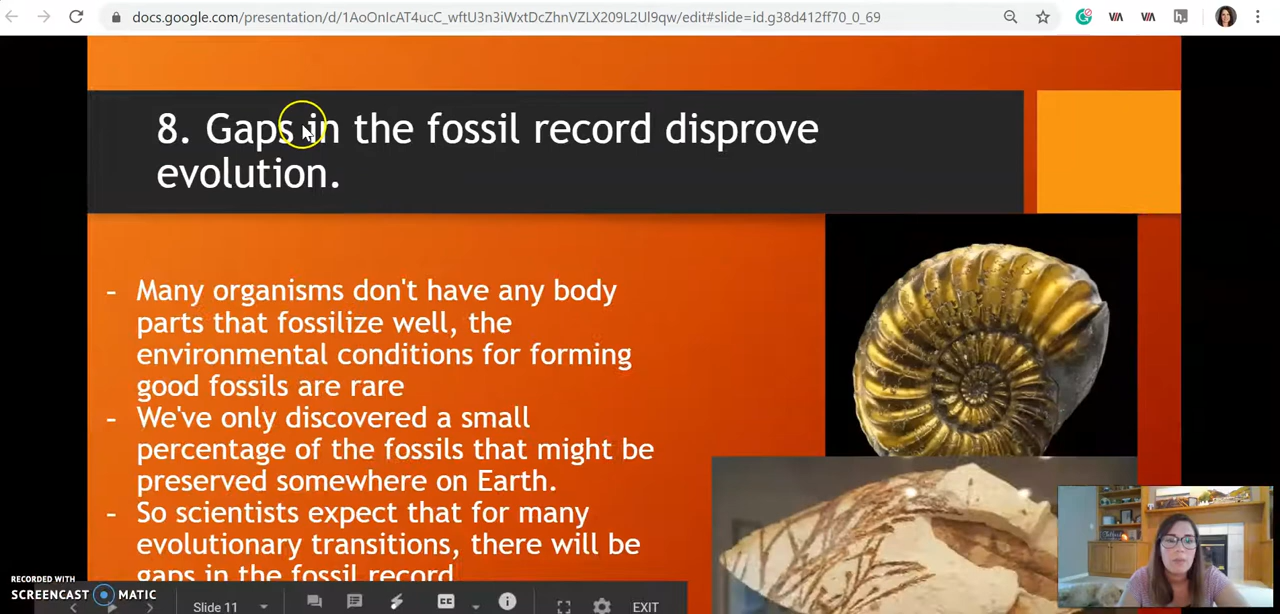 docs.google.com/presentation/d/1AoOnIcAT4ucC_wftU3n3iWxtDcZhnVZLX209L2Ul9qw/edit#slide=id.g38d412ff70_0_69
8. Gaps in the fossil record disprove
evolution.
- Many organisms don't have any body
parts that fossilize well, the
environmental conditions for forming
good fossils are rare
- We've only discovered a small
percentage of the fossils that might be
preserved somewhere on Earth.
- So scientists expect that for many
evolutionary transitions, there will be
gaps in the fossil record
RECORDED WITH
SCREENCAST MATIC
Slide 11
CC
EXIT
VIA
VIA
h.